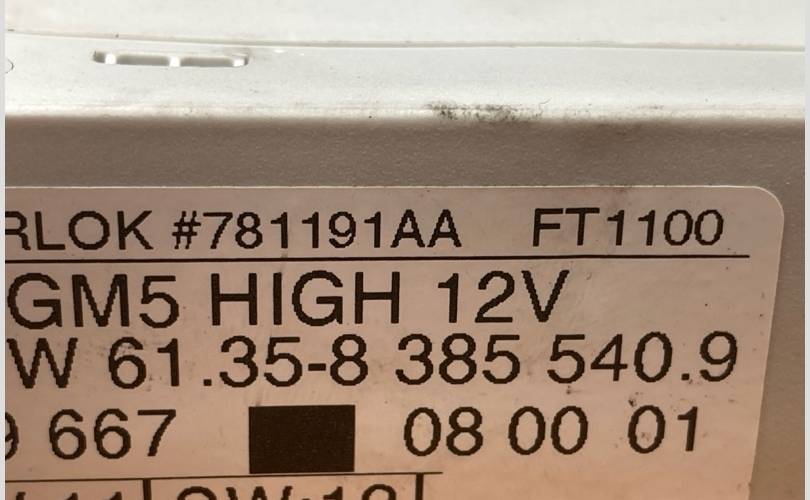 RLOK #781191AA FT1100
GM5 HIGH 12V
W 61.35-8 385 540.9
9 667 08 00 01